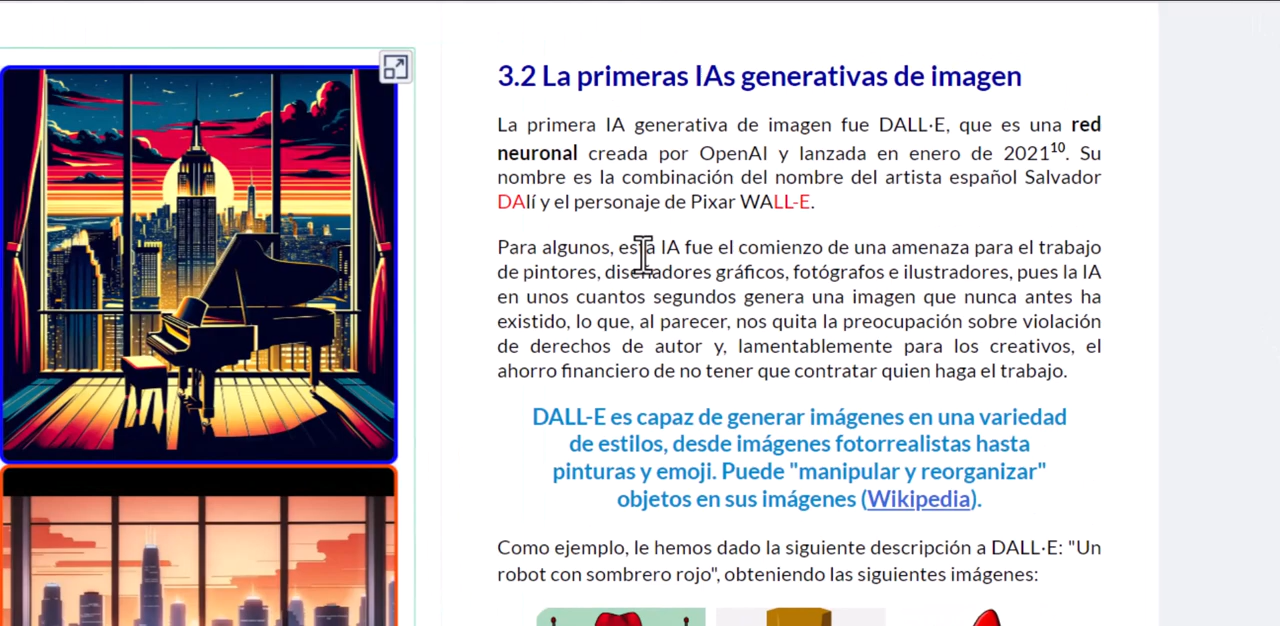 3.2 La primeras IAs generativas de imagen
La primera IA generativa de imagen fue DALL·E, que es una red
neuronal creada por OpenAI y lanzada en enero de 2021¹⁰. Su
nombre es la combinación del nombre del artista español Salvador
DAlí y el personaje de Pixar WALL-E.
Para algunos, esta IA fue el comienzo de una amenaza para el trabajo
de pintores, diseñadores gráficos, fotógrafos e ilustradores, pues la IA
en unos cuantos segundos genera una imagen que nunca antes ha
existido, lo que, al parecer, nos quita la preocupación sobre violación
de derechos de autor y, lamentablemente para los creativos, el
ahorro financiero de no tener que contratar quien haga el trabajo.
DALL-E es capaz de generar imágenes en una variedad
de estilos, desde imágenes fotorrealistas hasta
pinturas y emoji. Puede "manipular y reorganizar"
objetos en sus imágenes (Wikipedia).
Como ejemplo, le hemos dado la siguiente descripción a DALL·E: "Un
robot con sombrero rojo", obteniendo las siguientes imágenes: